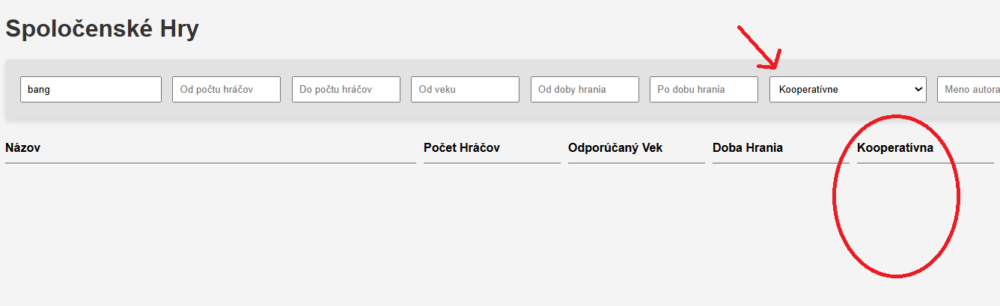 Spoločenské Hry
bang Od počtu hráčov Do počtu hráčov Od veku Od doby hrania Po dobu hrania Kooperatívne Meno autora
Názov Počet Hráčov Odporúčaný Vek Doba Hrania Kooperatívna